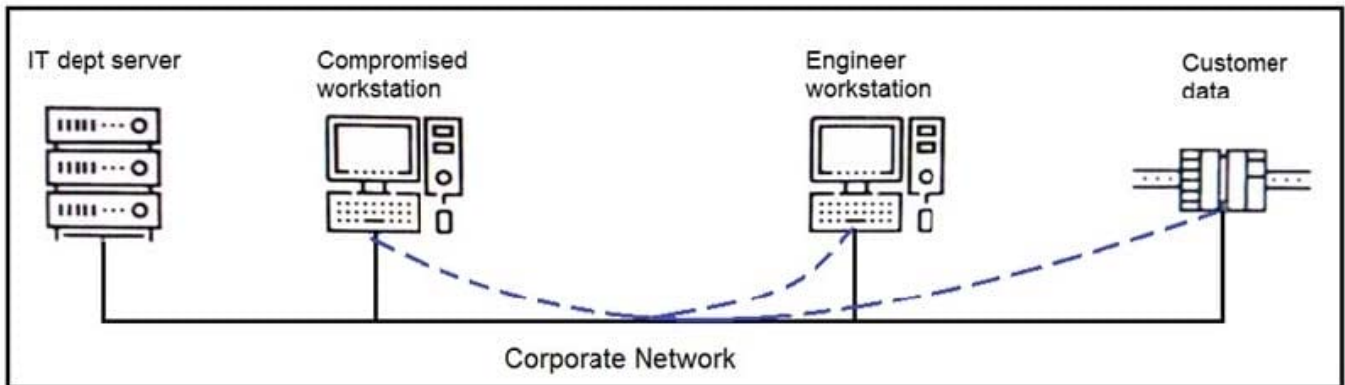 IT dept server
Compromised
workstation
Engineer
workstation
Customer
data
Corporate Network